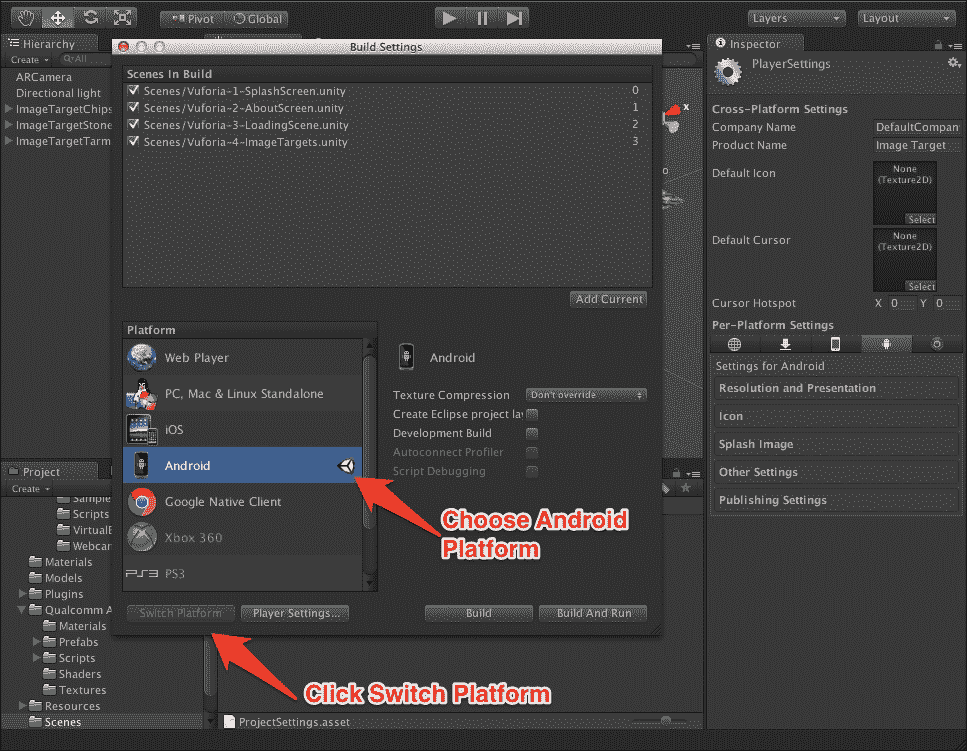 Pivot Global Layers Layout
Hierarchy
Create All
ARCamera
Directional light
ImageTargetChips
ImageTargetStone
ImageTargetTarm
Build Settings
Scenes In Build
Scenes/Vuforia-1-SplashScreen.unity 0
Scenes/Vuforia-2-AboutScreen.unity 1
Scenes/Vuforia-3-LoadingScene.unity 2
Scenes/Vuforia-4-ImageTargets.unity 3
Add Current
Platform
Web Player
PC, Mac & Linux Standalone
iOS
Android
Google Native Client
Xbox 360
PS3
Android
Texture Compression Don't override
Create Eclipse project la
Development Build
Autoconnect Profiler
Script Debugging
Choose Android
Platform
Switch Platform Player Settings... Build Build And Run
Click Switch Platform
Project
Create
Sample
Scripts
VirtualB
Webcar
Materials
Models
Plugins
Qualcomm A
Materials
Prefabs
Scripts
Shaders
Textures
Resources
Scenes
ProjectSettings.asset
x
Inspector
PlayerSettings
Cross-Platform Settings
Company Name DefaultCompan
Product Name Image Target
Default Icon
None
(Texture2D)
Select
Default Cursor
None
(Texture2D)
Select
Cursor Hotspot X 0 Y 0
Per-Platform Settings
Settings for Android
Resolution and Presentation
Icon
Splash Image
Other Settings
Publishing Settings